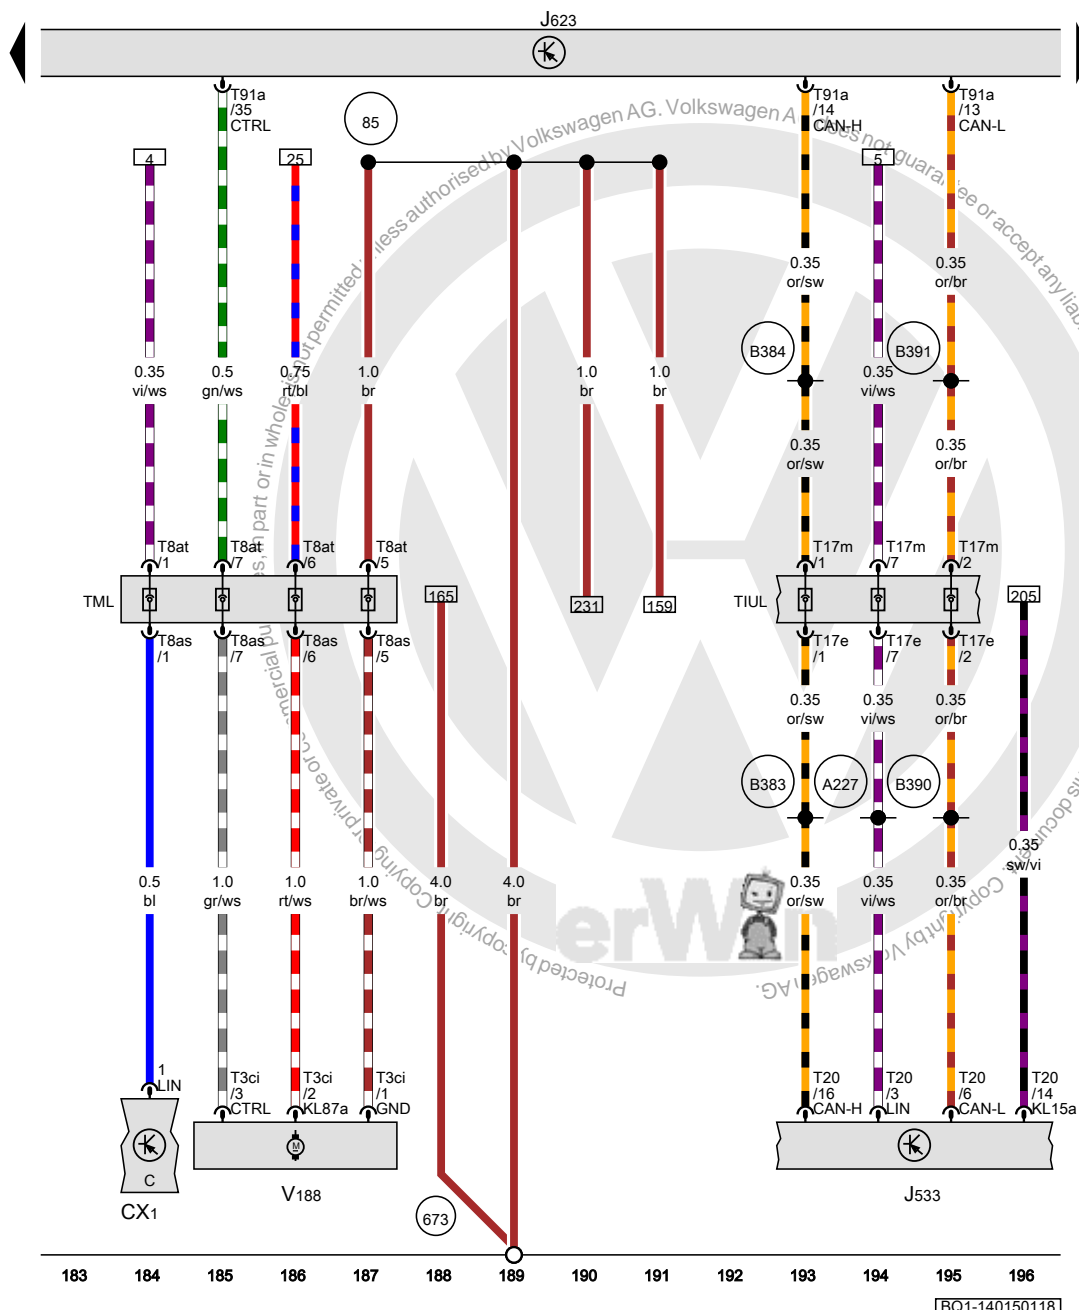 J623
T91a
/35
CTRL
85
T91a
/14
CAN-H
T91a
/13
CAN-L
4
25
5
0.35
or/sw
0.35
or/br
B384
B391
0.35
vi/ws
0.5
gn/ws
0.75
rt/bl
1.0
br
1.0
br
1.0
br
0.35
vi/ws
0.35
or/sw
0.35
or/br
T8at
/1
T8at
/7
T8at
/6
T8at
/5
T17m
/1
T17m
/7
T17m
/2
TML
165
231
159
TIUL
205
T8as
/1
T8as
/7
T8as
/6
T8as
/5
T17e
/1
T17e
/7
T17e
/2
0.35
or/sw
0.35
vi/ws
0.35
or/br
B383
A227
B390
0.35
sw/vi
0.5
bl
1.0
gr/ws
1.0
rt/ws
1.0
br/ws
4.0
br
4.0
br
0.35
or/sw
0.35
vi/ws
0.35
or/br
erWin
1
LIN
T3ci
/3
CTRL
T3ci
/2
KL87a
T3ci
/1
GND
T20
/16
CAN-H
T20
/3
LIN
T20
/6
CAN-L
T20
/14
KL15a
M
C
CX1
V188
673
J533
183 184 185 186 187 188 189 190 191 192 193 194 195 196
BO1-140150118